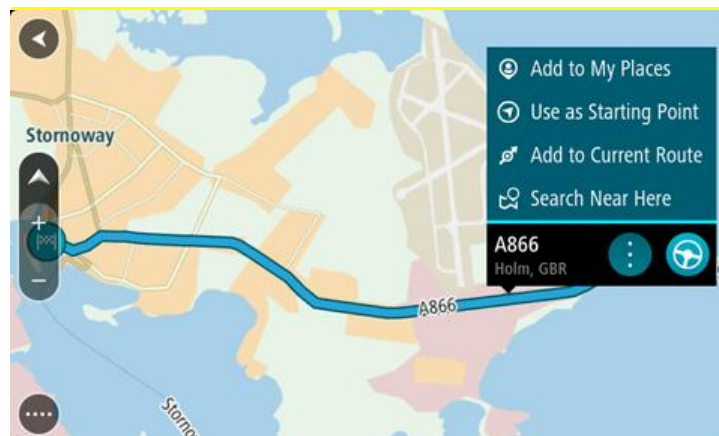 Stornoway
Add to My Places
Use as Starting Point
Add to Current Route
Search Near Here
A866
Holm, GBR
A866